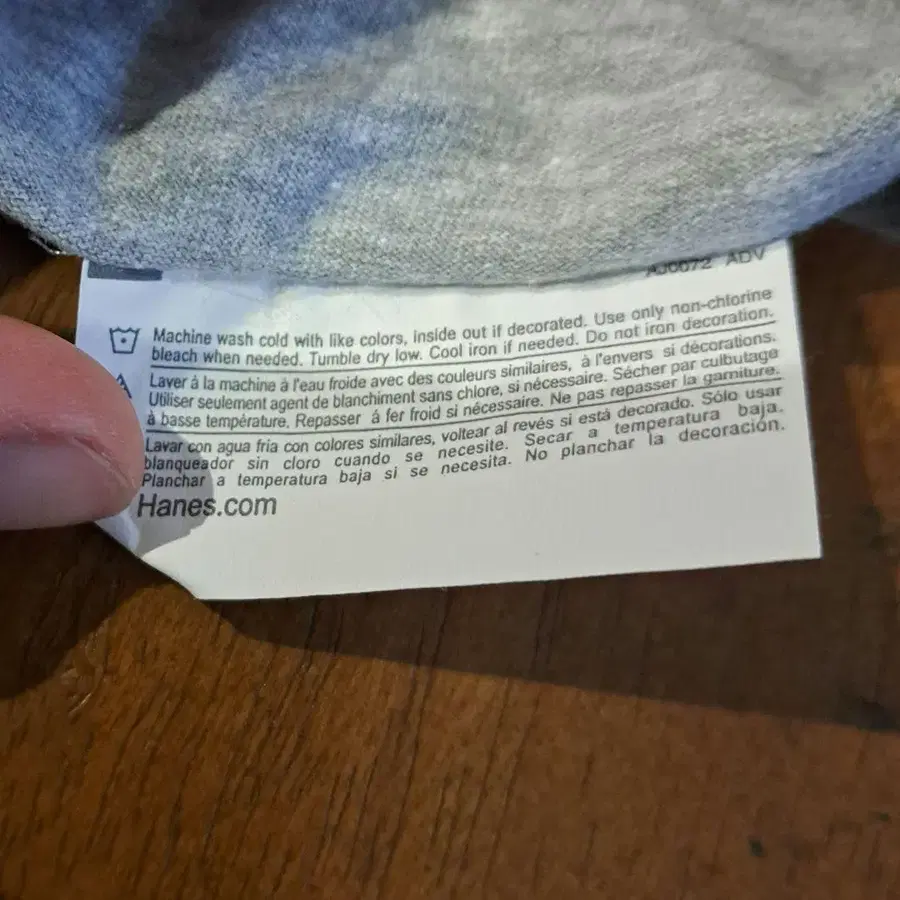 ADV
Machine wash cold with like colors, inside out if decorated. Use only non-chlorine
bleach when needed. Tumble dry low. Cool iron if needed. Do not iron decoration.
Laver á la machine à l'eau froide avec des couleurs similaires, à l'envers si décorations.
Utiliser seulement agent de blanchiment sans chlore, si nécessaire. Sécher par culbutage
à basse température. Repasser á fer froid si nécessaire. Ne pas repasser la garniture.
Lavar con agua fría con colores similares, voltear al revés si está decorado. Sólo usar
blanqueador sin cloro cuando se necesite. Secar a temperatura baja.
Planchar a temperatura baja si se necesita. No planchar la decoración.
Hanes.com